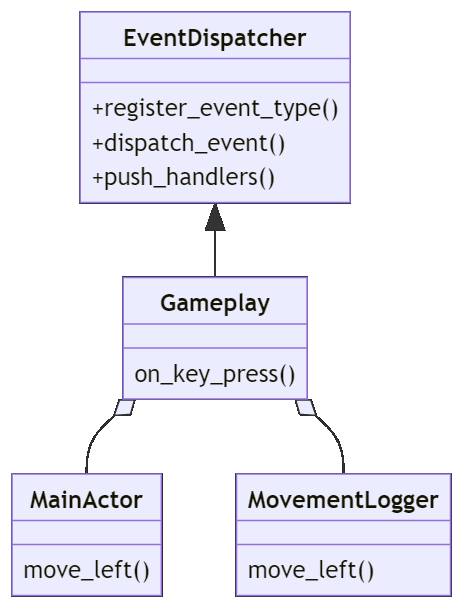 EventDispatcher
+register_event_type()
+dispatch_event()
+push_handlers()
Gameplay
on_key_press()
MainActor
move_left()
MovementLogger
move_left()